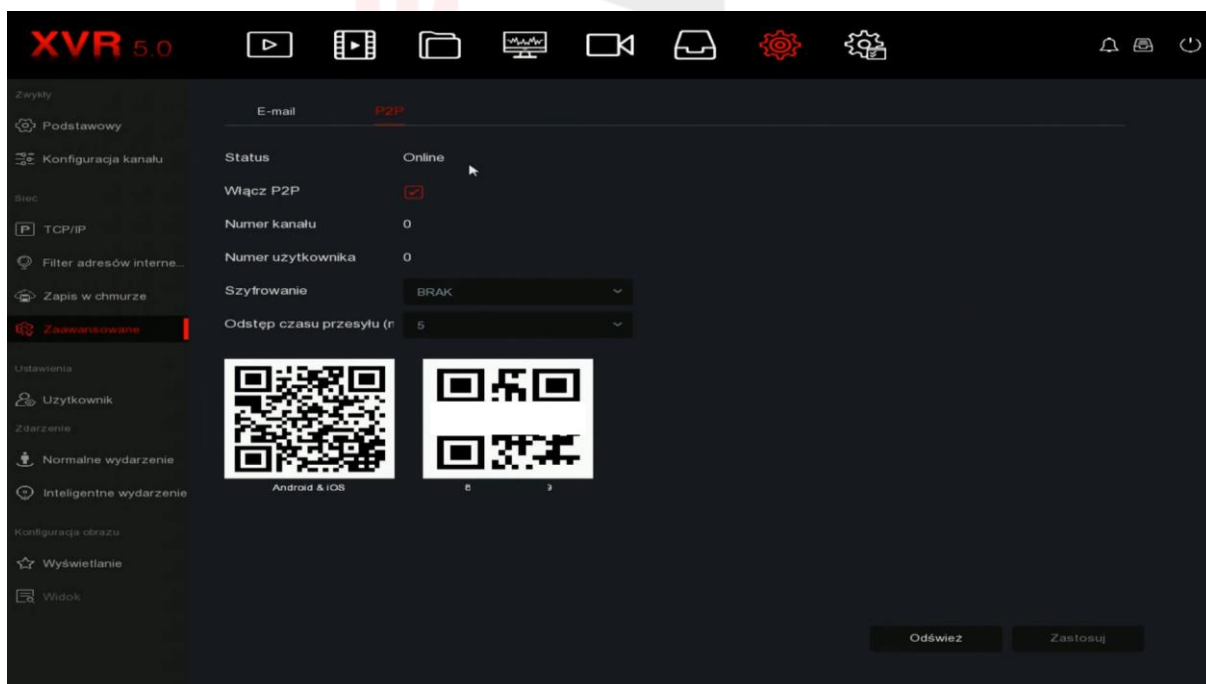 XVR 5.0
Zwykły
Podstawowy
Konfiguracja kanału
Sieć
TCP/IP
Filter adresów interne...
Zapis w chmurze
Zaawansowane
Ustawienia
Użytkownik
Zdarzenie
Normalne wydarzenie
Inteligentne wydarzenie
Konfiguracja obrazu
Wyświetlanie
Widok
E-mail P2P
Status Online
Włącz P2P
Numer kanału 0
Numer użytkownika 0
Szyfrowanie BRAK
Odstęp czasu przesyłu (m 5
Android & iOS
Odśwież Zastosuj